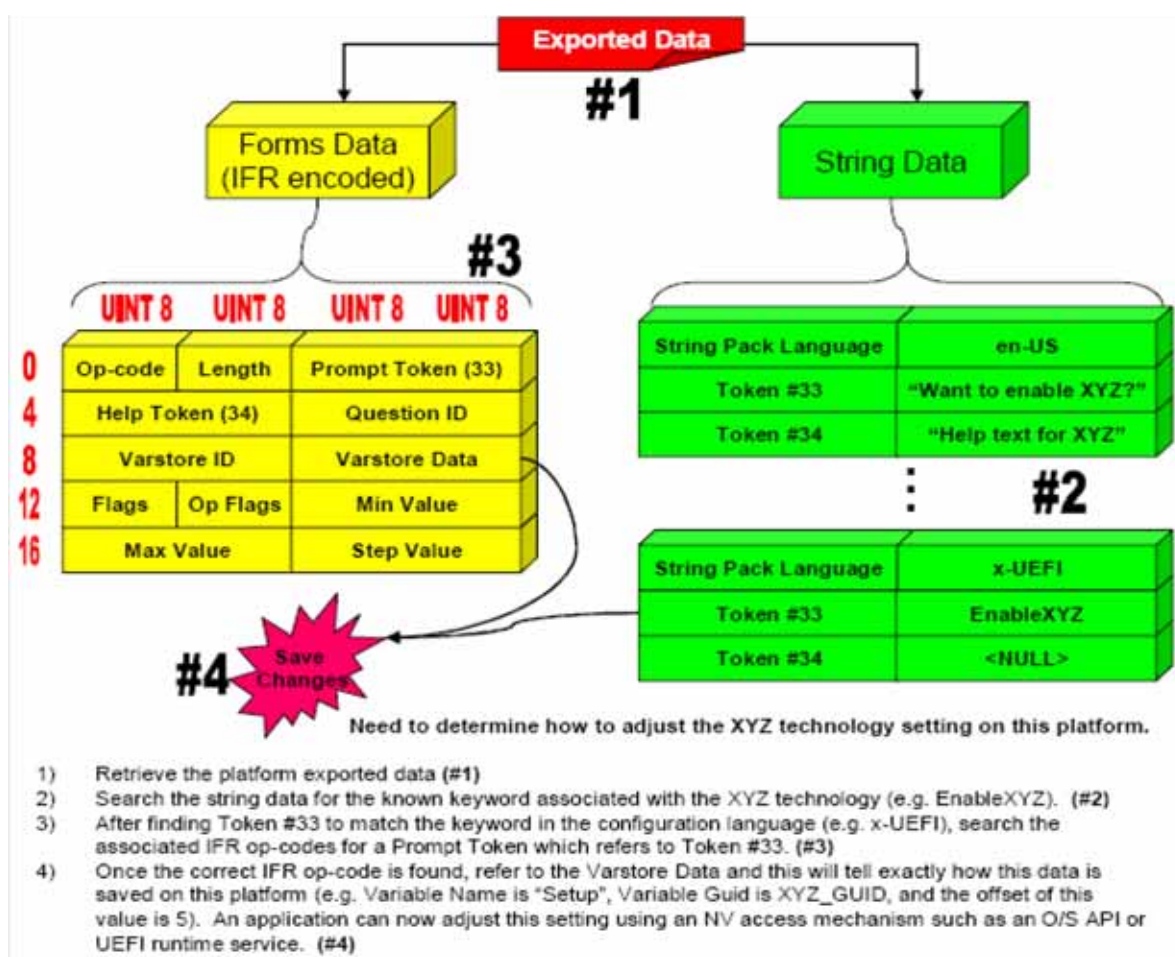 Exported Data
#1
Forms Data
(IFR encoded)
String Data
#3
UINT 8 UINT 8 UINT 8 UINT 8
0 Op-code Length Prompt Token (33)
4 Help Token (34) Question ID
8 Varstore ID Varstore Data
12 Flags Op Flags Min Value
16 Max Value Step Value
String Pack Language en-US
Token #33 “Want to enable XYZ?”
Token #34 “Help text for XYZ”
⋮ #2
String Pack Language x-UEFI
Token #33 EnableXYZ
Token #34 <NULL>
#4
Save
Changes
Need to determine how to adjust the XYZ technology setting on this platform.
1) Retrieve the platform exported data (#1)
2) Search the string data for the known keyword associated with the XYZ technology (e.g. EnableXYZ). (#2)
3) After finding Token #33 to match the keyword in the configuration language (e.g. x-UEFI), search the
associated IFR op-codes for a Prompt Token which refers to Token #33. (#3)
4) Once the correct IFR op-code is found, refer to the Varstore Data and this will tell exactly how this data is
saved on this platform (e.g. Variable Name is “Setup”, Variable Guid is XYZ_GUID, and the offset of this
value is 5). An application can now adjust this setting using an NV access mechanism such as an O/S API or
UEFI runtime service. (#4)